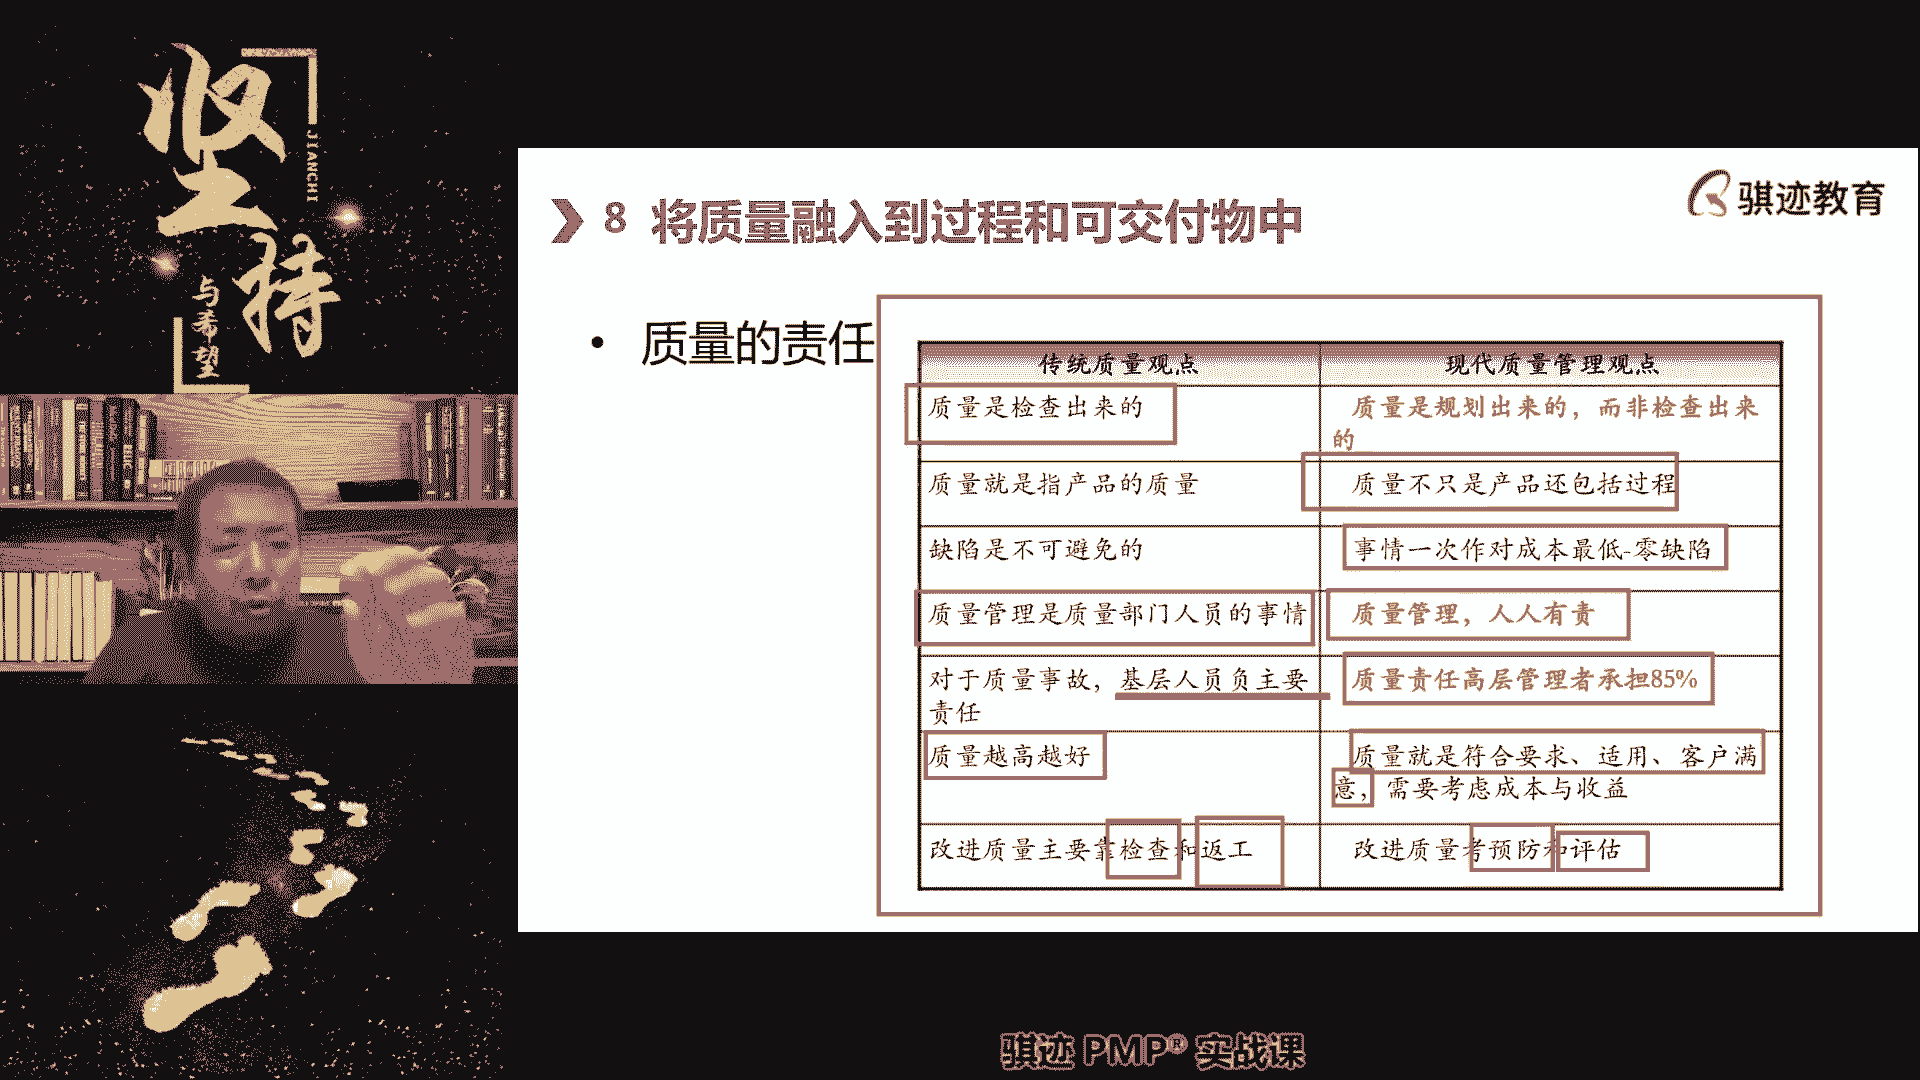 坚持
JIANCHI
与希望
骐迹教育
8 将质量融入到过程和可交付物中
• 质量的责任
传统质量观点
现代质量管理观点
质量是检查出来的
质量是规划出来的，而非检查出来
的
质量就是指产品的质量
质量不只是产品还包括过程
缺陷是不可避免的
事情一次作对成本最低-零缺陷
质量管理是质量部门人员的事情
质量管理，人人有责
对于质量事故，基层人员负主要
责任
质量责任高层管理者承担85%
质量越高越好
质量就是符合要求、适用、客户满
意，需要考虑成本与收益
改进质量主要靠检查和返工
改进质量考预防和评估
骐迹 PMP® 实战课